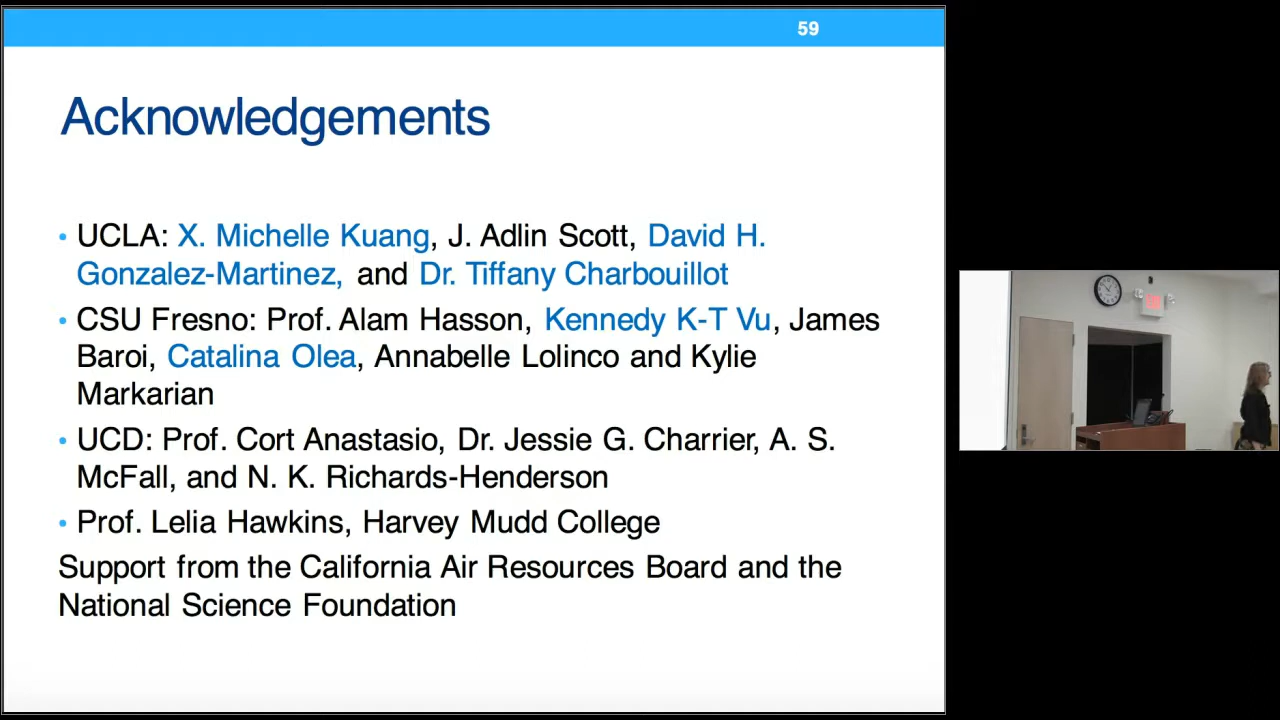 59
Acknowledgements
• UCLA: X. Michelle Kuang, J. Adlin Scott, David H.
Gonzalez-Martinez, and Dr. Tiffany Charbouillot
• CSU Fresno: Prof. Alam Hasson, Kennedy K-T Vu, James
Baroi, Catalina Olea, Annabelle Lolinco and Kylie
Markarian
• UCD: Prof. Cort Anastasio, Dr. Jessie G. Charrier, A. S.
McFall, and N. K. Richards-Henderson
• Prof. Lelia Hawkins, Harvey Mudd College
Support from the California Air Resources Board and the
National Science Foundation